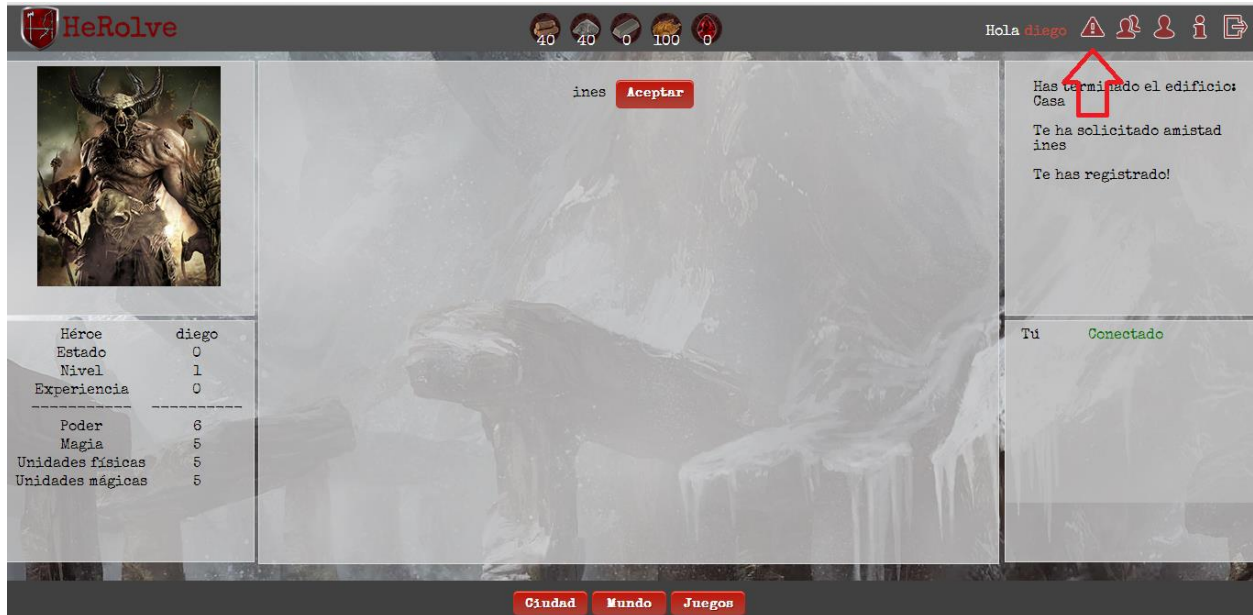 HeRolve
40 40 0 100 0
Hola diego
ines Aceptar
Has terminado el edificio:
Casa
Te ha solicitado amistad
ines
Te has registrado!
Héroe diego
Estado 0
Nivel 1
Experiencia 0
----------- ----------
Poder 6
Magia 5
Unidades físicas 5
Unidades mágicas 5
Tú Conectado
Ciudad Mundo Juegos